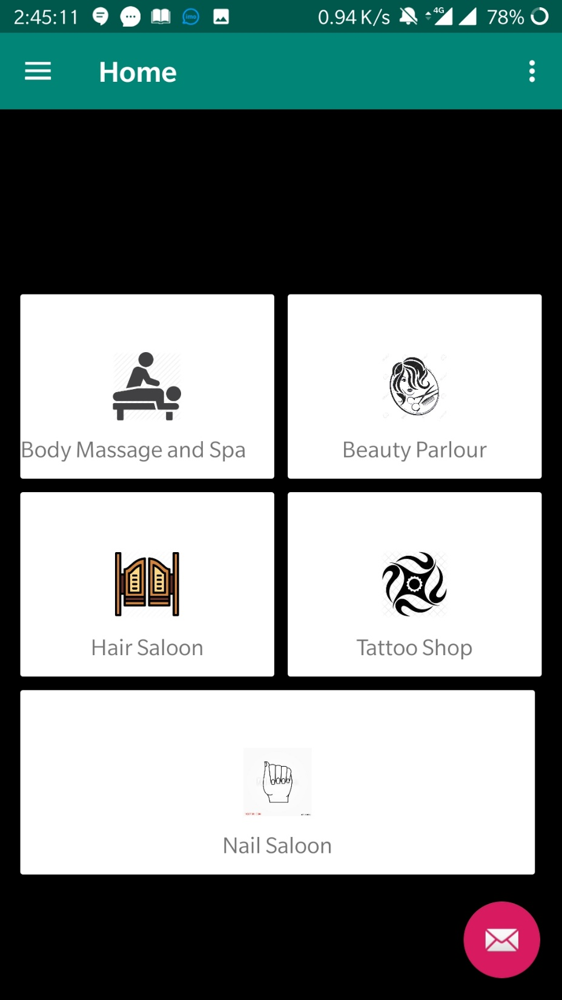 2:45:11 imo 0.94 K/s 4G 78%
Home
Body Massage and Spa
Beauty Parlour
Hair Saloon
Tattoo Shop
Nail Saloon